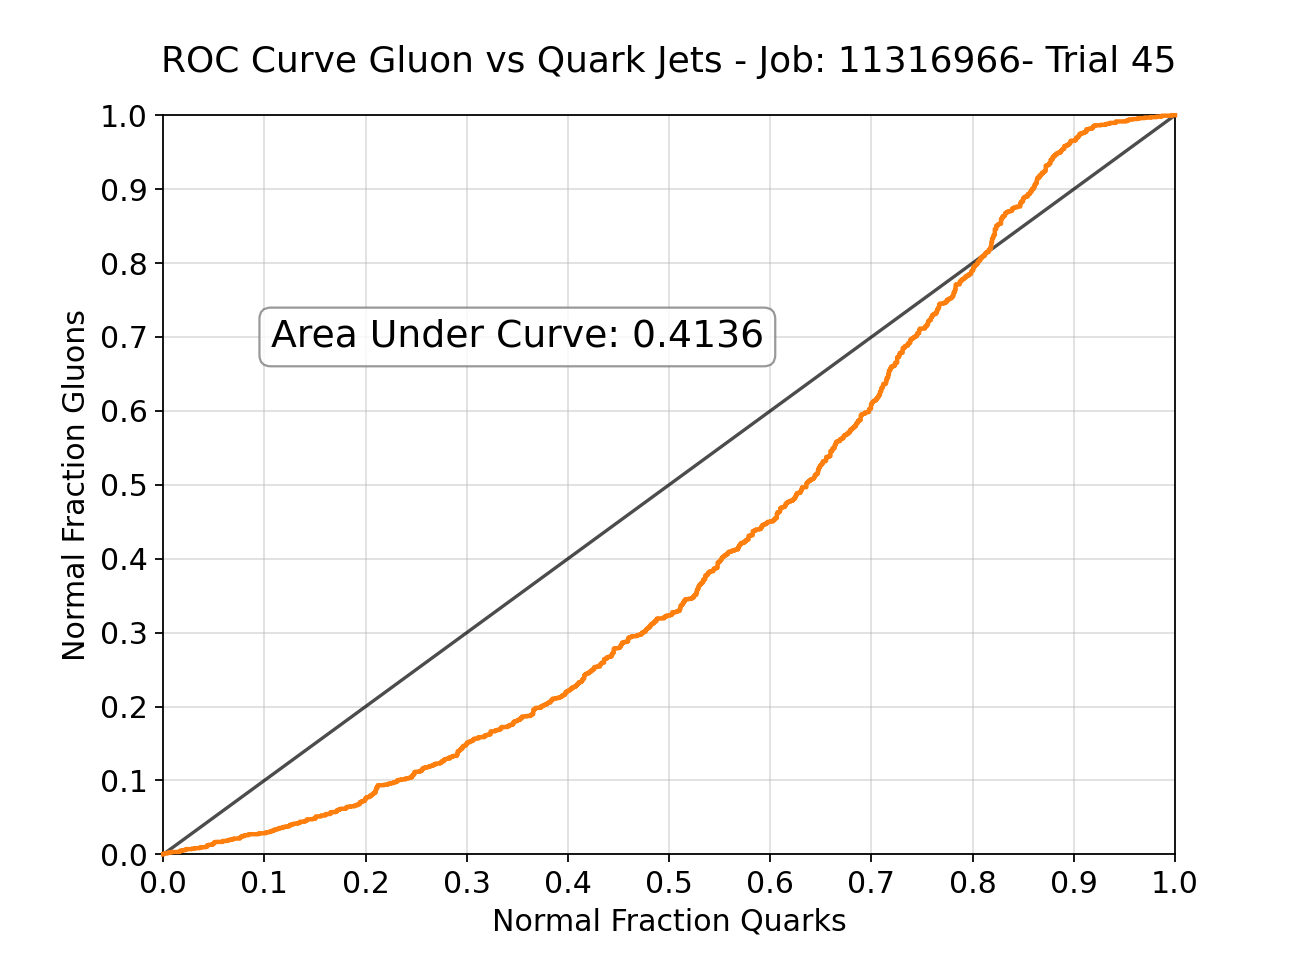 ROC Curve Gluon vs Quark Jets - Job: 11316966- Trial 45
1.0
0.9
0.8
0.7
0.6
0.5
0.4
0.3
0.2
0.1
0.0
Normal Fraction Gluons
Area Under Curve: 0.4136
0.0 0.1 0.2 0.3 0.4 0.5 0.6 0.7 0.8 0.9 1.0
Normal Fraction Quarks